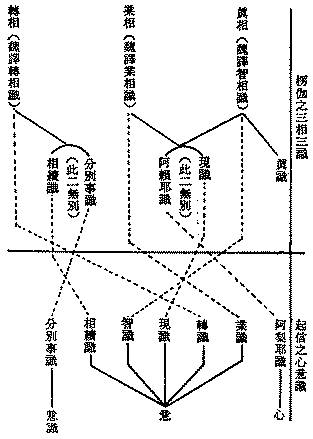 楞伽之三相三識
眞相（魏譯智相識）
業相（魏譯業相識）
轉相（魏譯轉相識）
眞識
現識
（此二無別）
阿賴耶識
分別事識
（此二無別）
相續識
起信之心意識
阿梨耶識
業識
轉識
現識
智識
相續識
分別事識
心
意
意識